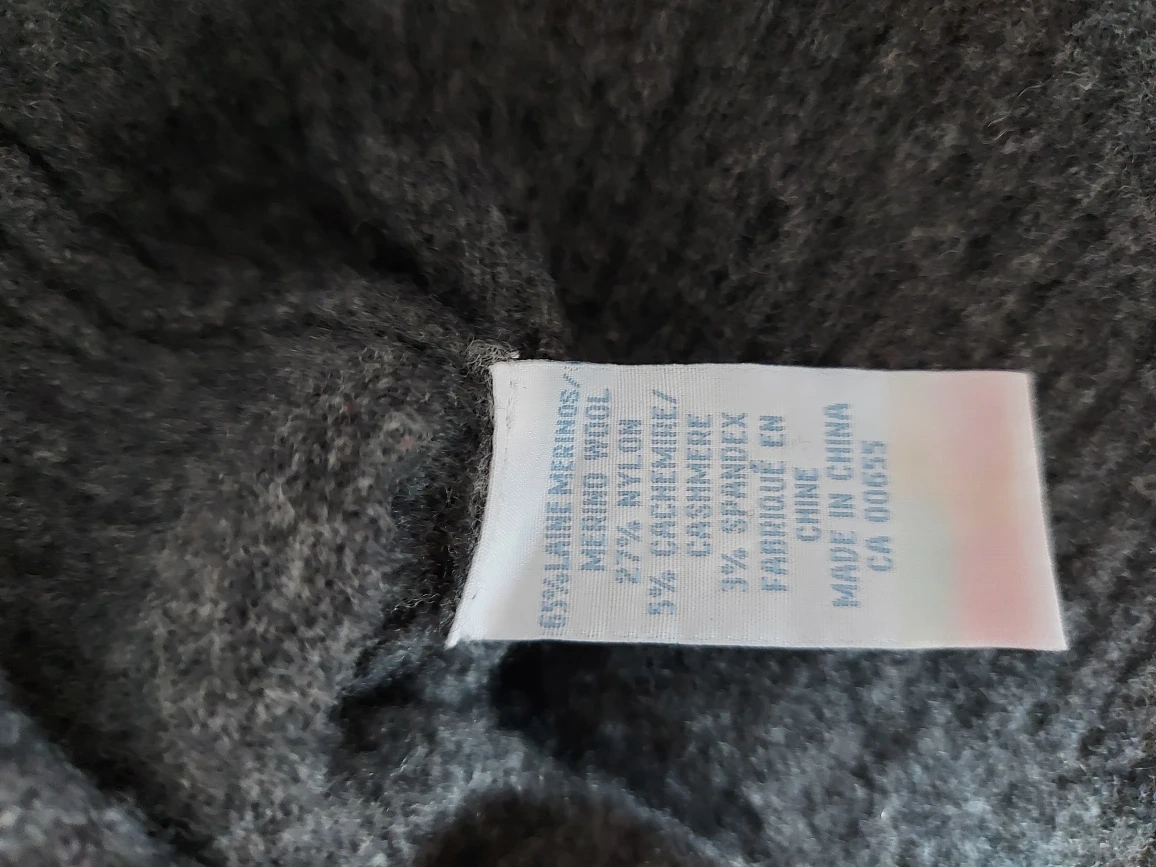 65% LAINE MERINOS/
MERINO WOOL
27% NYLON
5% CACHEMIRE/
CASHMERE
3% SPANDEX
FABRIQUÉ EN
CHINE
MADE IN CHINA
CA 00655